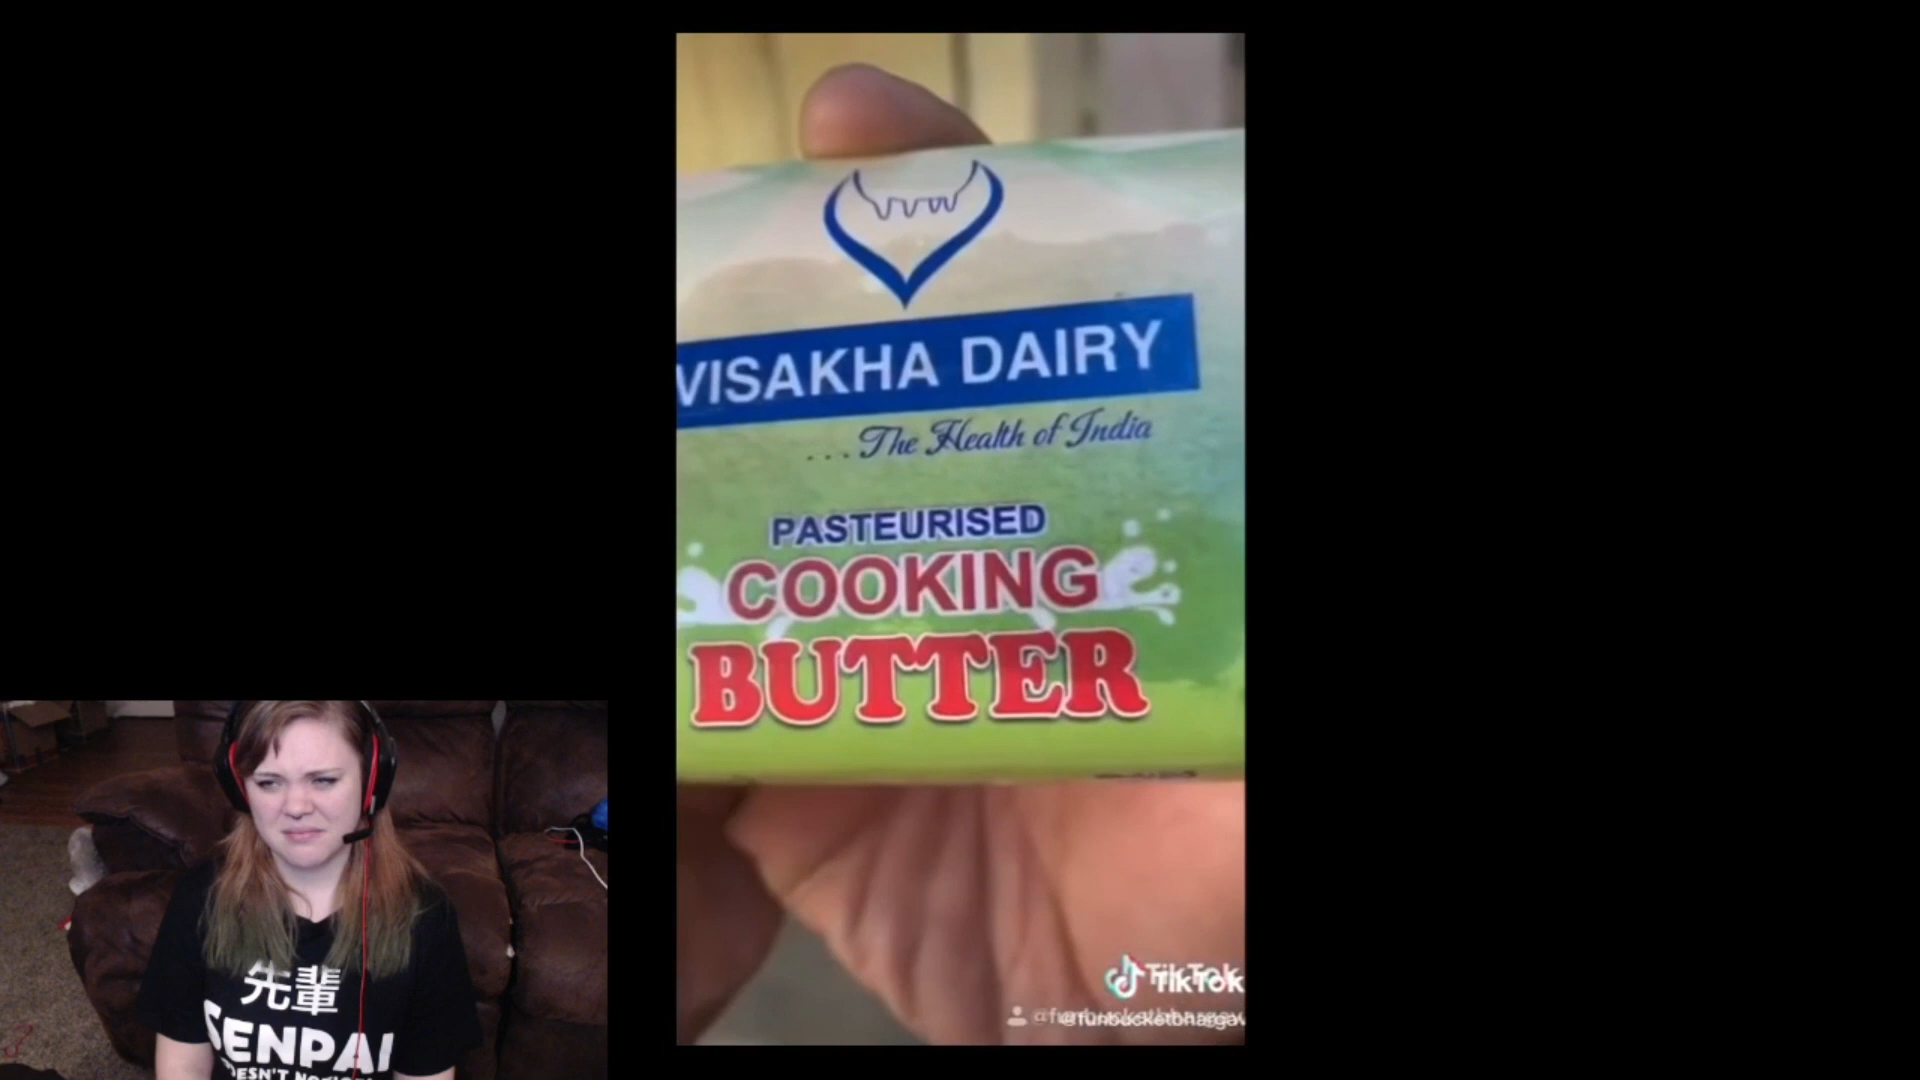 VISAKHA DAIRY
...The Health of India
PASTEURISED
COOKING
BUTTER
TikTok
先輩
SENPAI